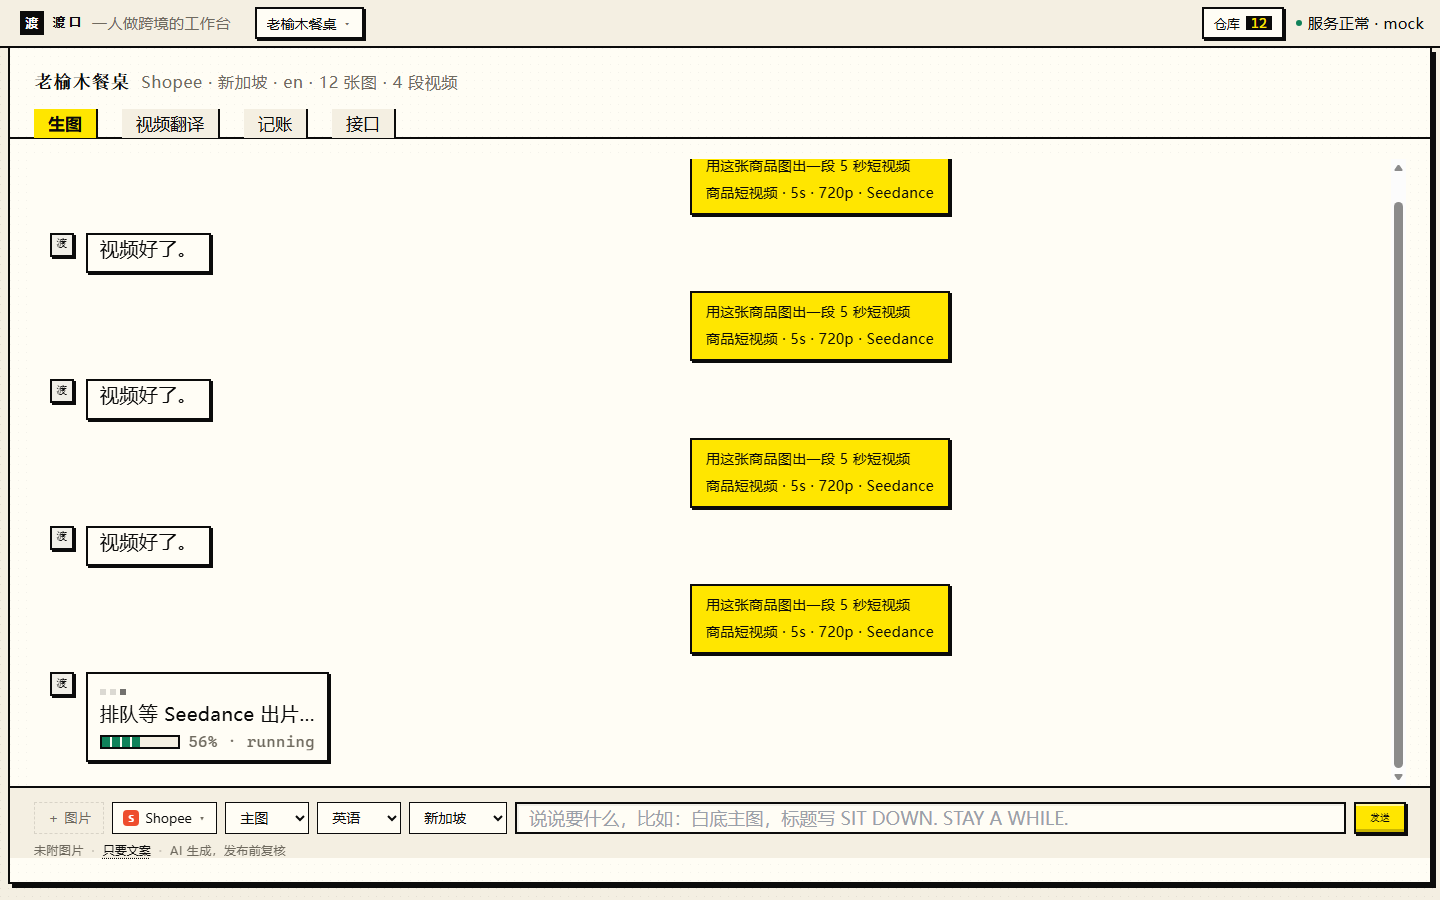 渡 渡口 一人做跨境的工作台 老榆木餐桌
仓库 12 服务正常 · mock
老榆木餐桌 Shopee · 新加坡 · en · 12 张图 · 4 段视频
生图 视频翻译 记账 接口
用这张商品图出一段 5 秒短视频
商品短视频 · 5s · 720p · Seedance
渡 视频好了。
用这张商品图出一段 5 秒短视频
商品短视频 · 5s · 720p · Seedance
渡 视频好了。
用这张商品图出一段 5 秒短视频
商品短视频 · 5s · 720p · Seedance
渡 视频好了。
用这张商品图出一段 5 秒短视频
商品短视频 · 5s · 720p · Seedance
渡
排队等 Seedance 出片...
56% · running
+ 图片 S Shopee 主图 英语 新加坡 说说要什么，比如：白底主图，标题写 SIT DOWN. STAY A WHILE. 发送
未附图片 · 只要文案 · AI 生成，发布前复核